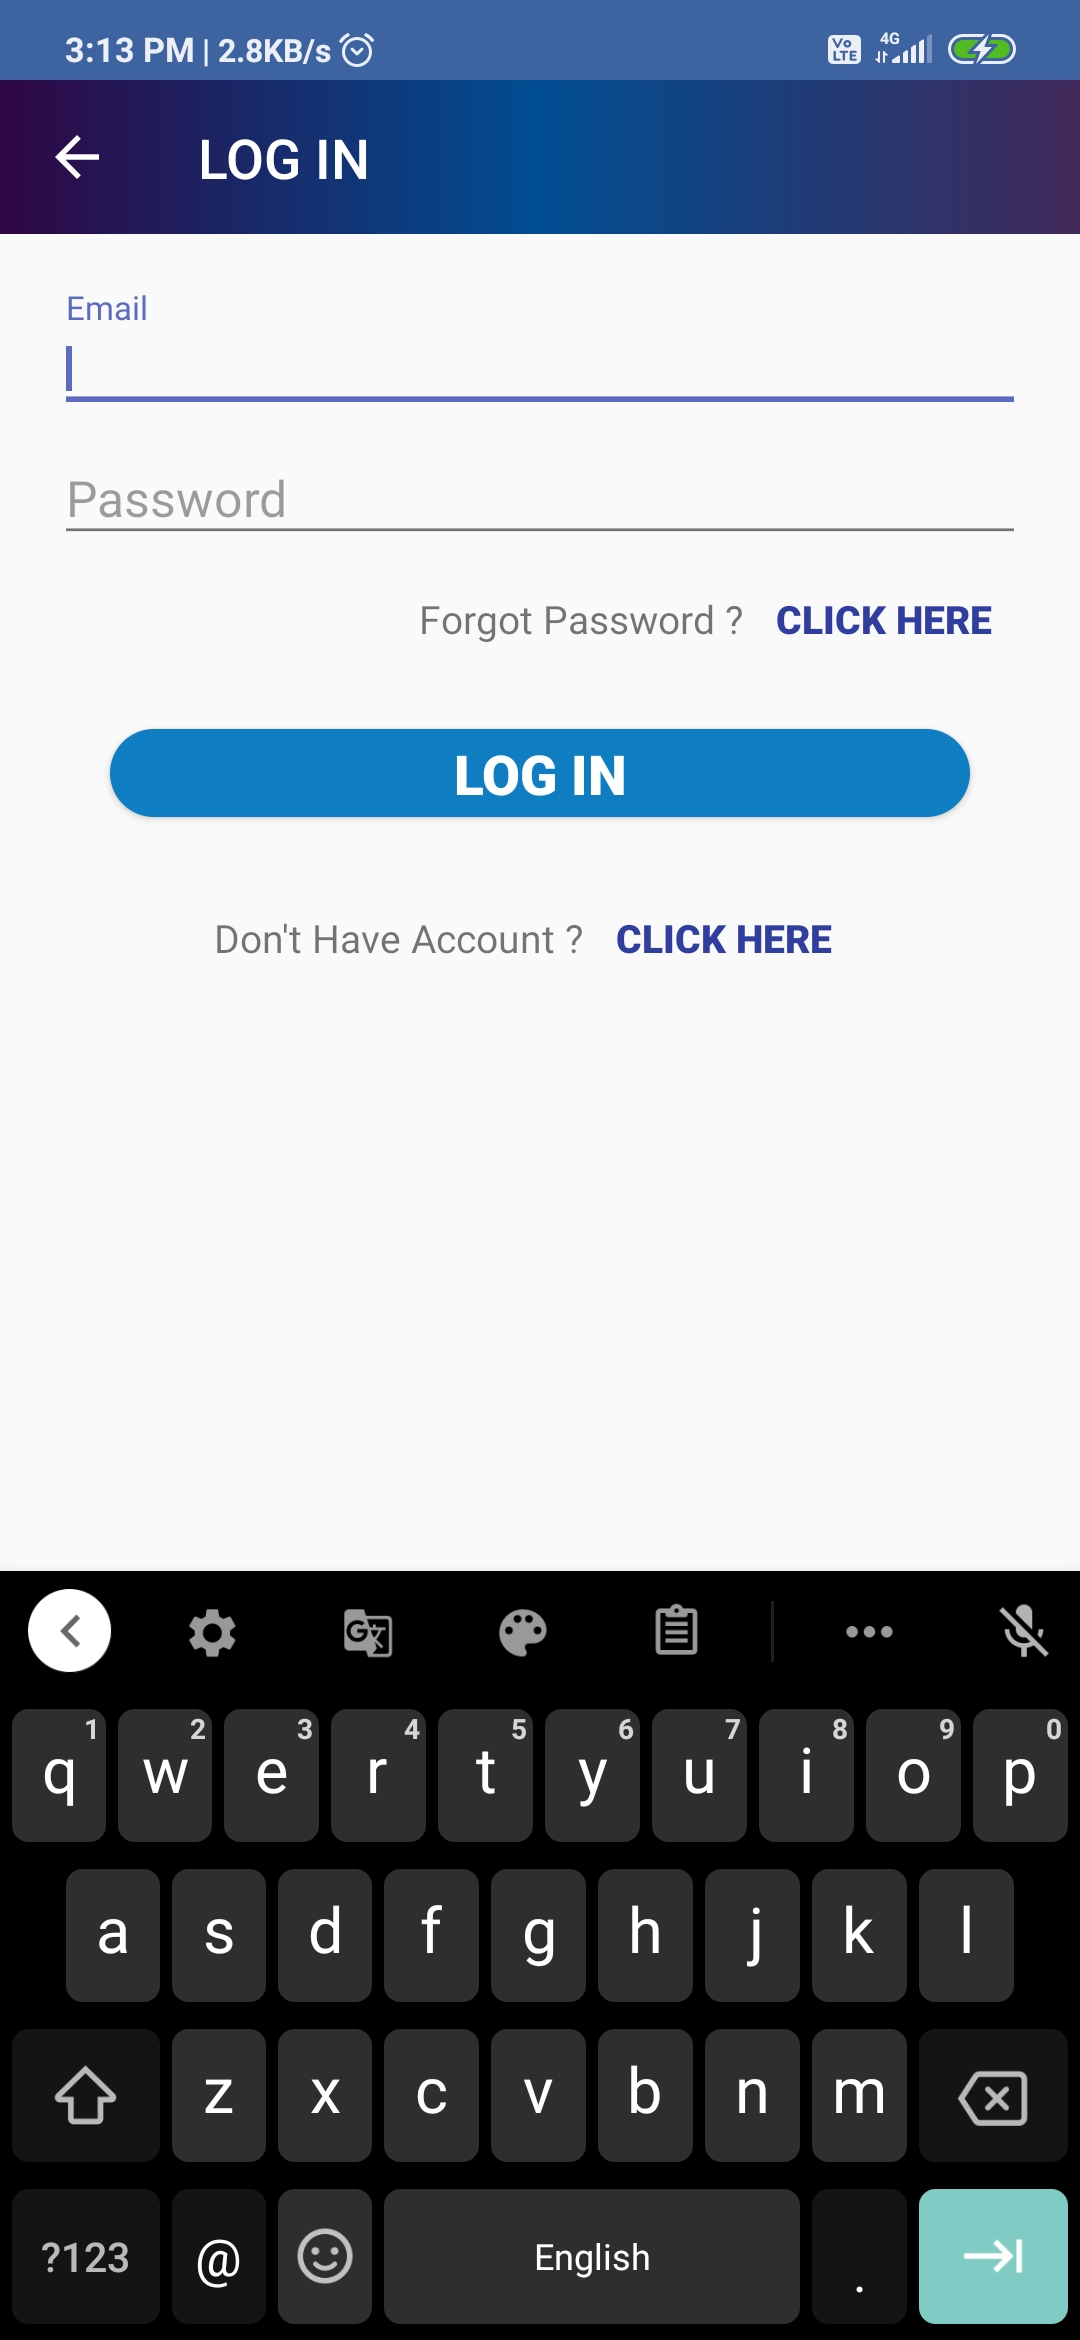 3:13 PM | 2.8KB/s Vo LTE 4G
LOG IN
Email
Password
Forgot Password ? CLICK HERE
LOG IN
Don't Have Account ? CLICK HERE
G 文
q 1 w 2 e 3 r 4 t 5 y 6 u 7 i 8 o 9 p 0
a s d f g h j k l
z x c v b n m
?123 @ English .